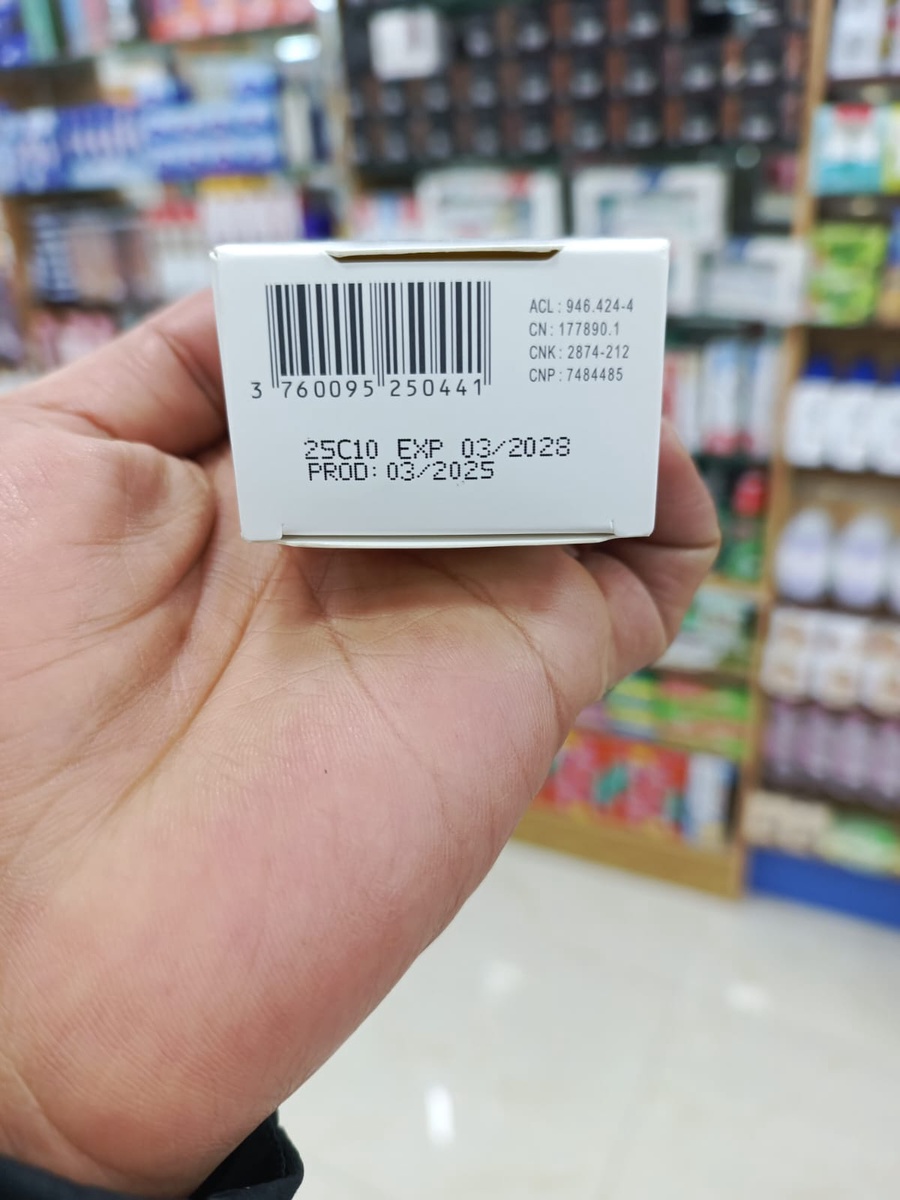 3 760095 250441
ACL : 946.424-4
CN : 177890.1
CNK : 2874-212
CNP : 7484485
25C10 EXP 03/2028
PROD: 03/2025